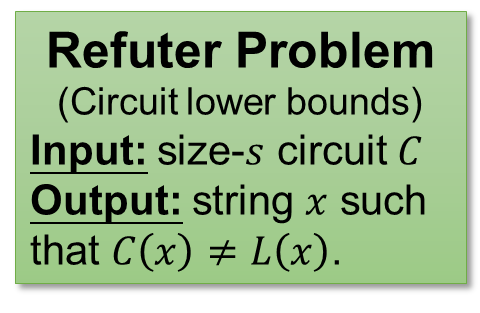 Refuter Problem
(Circuit lower bounds)
Input: size-𝑠 circuit 𝐶
Output: string 𝑥 such
that 𝐶(𝑥) ≠ 𝐿(𝑥).